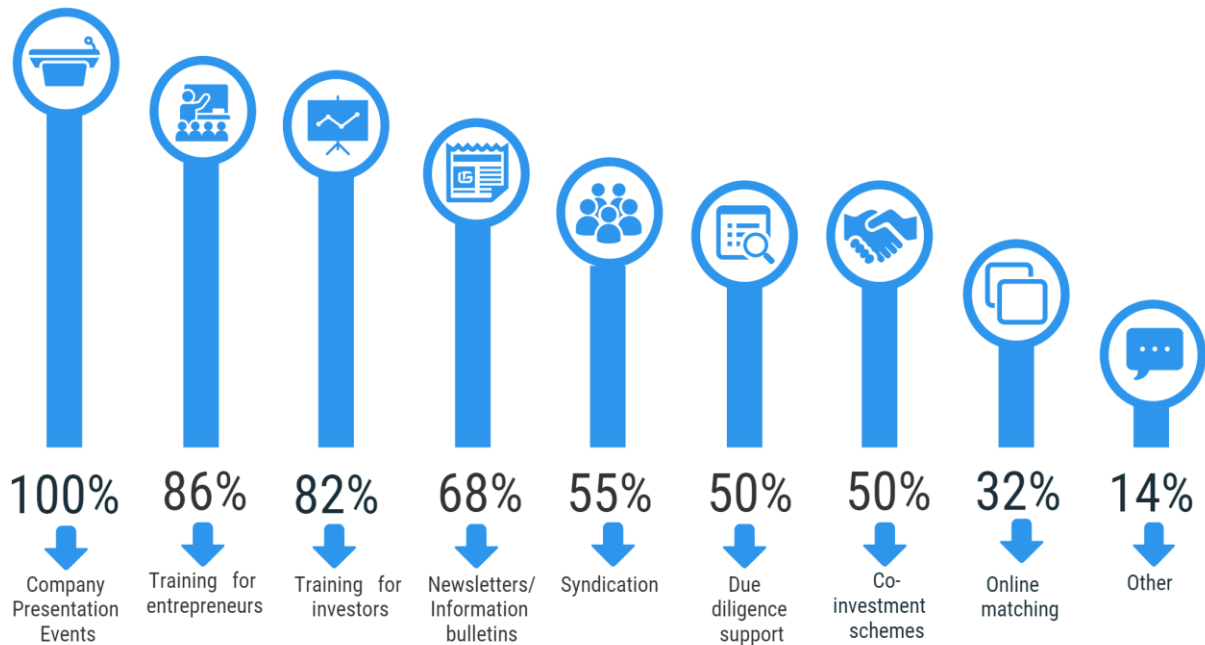 100%
86%
82%
68%
55%
50%
50%
32%
14%
Company
Presentation
Events
Training for
entrepreneurs
Training for
investors
Newsletters/
Information
bulletins
Syndication
Due
diligence
support
Co-
investment
schemes
Online
matching
Other